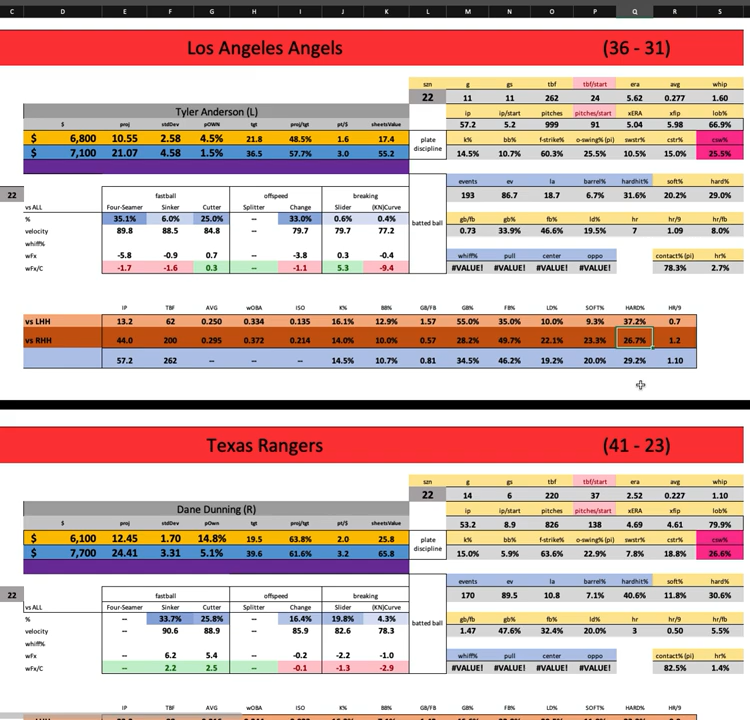 C D E F G H I J K L M N O P Q R S
Los Angeles Angels (36 - 31)
szn g gs tbf tbf/start era avg whip
22 11 11 262 24 5.62 0.277 1.60
Tyler Anderson (L) ip ip/start pitches pitches/start xERA xfip lob%
$ proj stdDev pOWN tgt proj/tgt pt/$ sheetsValue 57.2 5.2 999 91 5.04 5.98 66.9%
$ 6,800 10.55 2.58 4.5% 21.8 48.5% 1.6 17.4 plate discipline k% bb% f-strike% o-swing% (pi) swstr% cstr% csw%
$ 7,100 21.07 4.58 1.5% 36.5 57.7% 3.0 55.2 14.5% 10.7% 60.3% 25.5% 10.5% 15.0% 25.5%
events ev la barrel% hardhit% soft% hard%
22 fastball offspeed breaking 193 86.7 18.7 6.7% 31.6% 20.2% 29.0%
vs ALL Four-Seamer Sinker Cutter Splitter Change Slider (KN)Curve
% 35.1% 6.0% 25.0% -- 33.0% 0.6% 0.4% batted ball gb/fb gb% fb% ld% hr hr/9 hr/fb
velocity 89.8 88.5 84.8 79.7 79.7 77.2 0.73 33.9% 46.6% 19.5% 7 1.09 8.0%
whiff%
wFx -5.8 -0.9 0.7 -3.8 0.3 -0.4 whiff% pull center oppo contact% (pi) hr%
wFx/C -1.7 -1.6 0.3 -- -1.1 5.3 -9.4 #VALUE! #VALUE! #VALUE! #VALUE! 78.3% 2.7%
IP TBF AVG wOBA ISO K% BB% GB/FB GB% FB% LD% SOFT% HARD% HR/9
vs LHH 13.2 62 0.250 0.334 0.135 16.1% 12.9% 1.57 55.0% 35.0% 10.0% 9.3% 37.2% 0.7
vs RHH 44.0 200 0.295 0.372 0.214 14.0% 10.0% 0.57 28.2% 49.7% 22.1% 23.3% 26.7% 1.2
57.2 262 -- -- -- 14.5% 10.7% 0.81 34.5% 46.2% 19.2% 20.0% 29.2% 1.10
Texas Rangers (41 - 23)
szn g gs tbf tbf/start era avg whip
22 14 6 220 37 2.52 0.227 1.10
Dane Dunning (R) ip ip/start pitches pitches/start xERA xfip lob%
$ proj stdDev pOwn tgt proj/tgt pt/$ sheetsValue 53.2 8.9 826 138 4.69 4.61 79.9%
$ 6,100 12.45 1.70 14.8% 19.5 63.8% 2.0 25.8 plate discipline k% bb% f-strike% o-swing% (pi) swstr% cstr% csw%
$ 7,700 24.41 3.31 5.1% 39.6 61.6% 3.2 65.8 15.0% 5.9% 63.6% 22.9% 7.8% 18.8% 26.6%
events ev la barrel% hardhit% soft% hard%
22 fastball offspeed breaking 170 89.5 10.8 7.1% 40.6% 11.8% 30.6%
vs ALL Four-Seamer Sinker Cutter Splitter Change Slider (KN)Curve
% -- 33.7% 25.8% -- 16.4% 19.8% 4.3% batted ball gb/fb gb% fb% ld% hr hr/9 hr/fb
velocity -- 90.6 88.9 85.9 82.6 78.3 1.47 47.6% 32.4% 20.0% 3 0.50 5.5%
whiff%
wFx -- 6.2 5.4 -0.2 -2.2 -1.0 whiff% pull center oppo contact% (pi) hr%
wFx/C -- 2.2 2.5 -- -0.1 -1.3 -2.9 #VALUE! #VALUE! #VALUE! #VALUE! 82.5% 1.4%
IP TBF AVG wOBA ISO K% BB% GB/FB GB% FB% LD% SOFT% HARD% HR/9